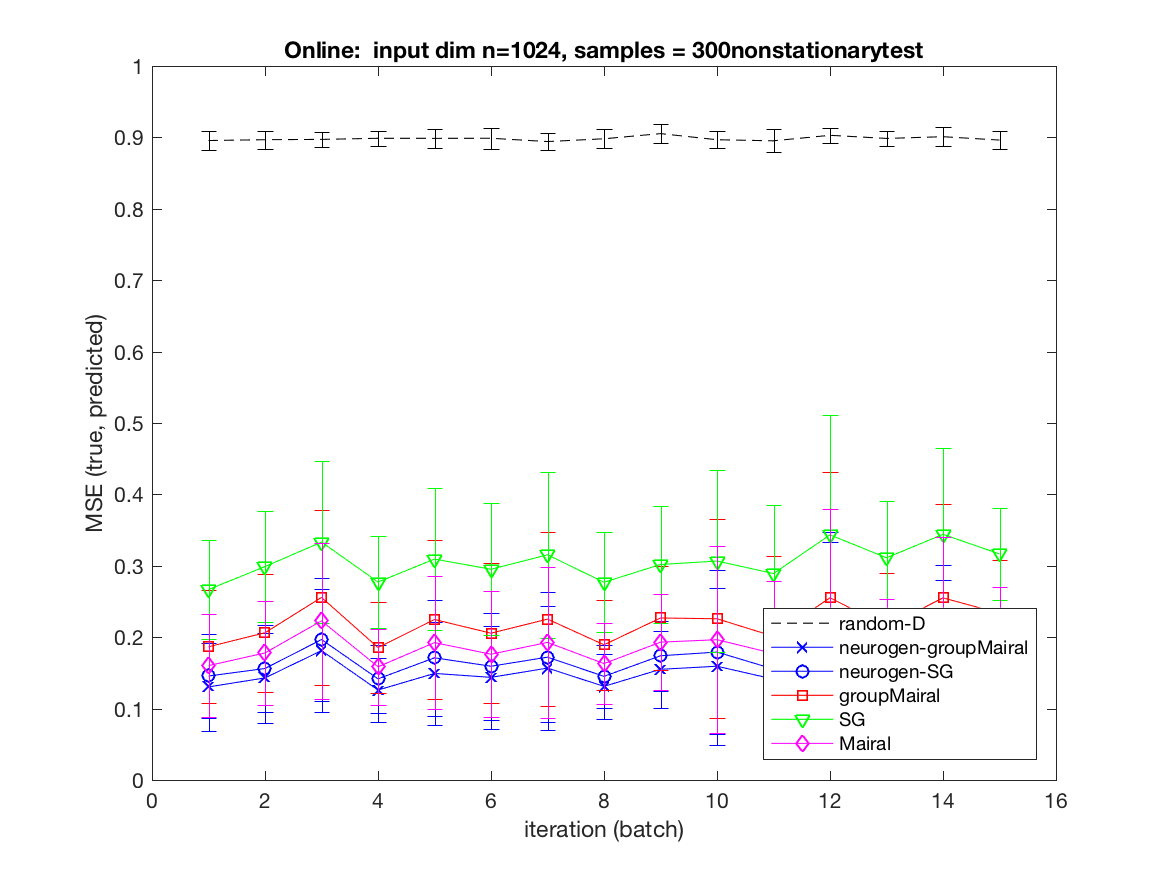 Online:  input dim n=1024, samples = 300nonstationarytest
1
0.9
0.8
0.7
0.6
0.5
0.4
0.3
0.2
0.1
0
MSE (true, predicted)
random-D
neurogen-groupMairal
neurogen-SG
groupMairal
SG
Mairal
0 2 4 6 8 10 12 14 16
iteration (batch)